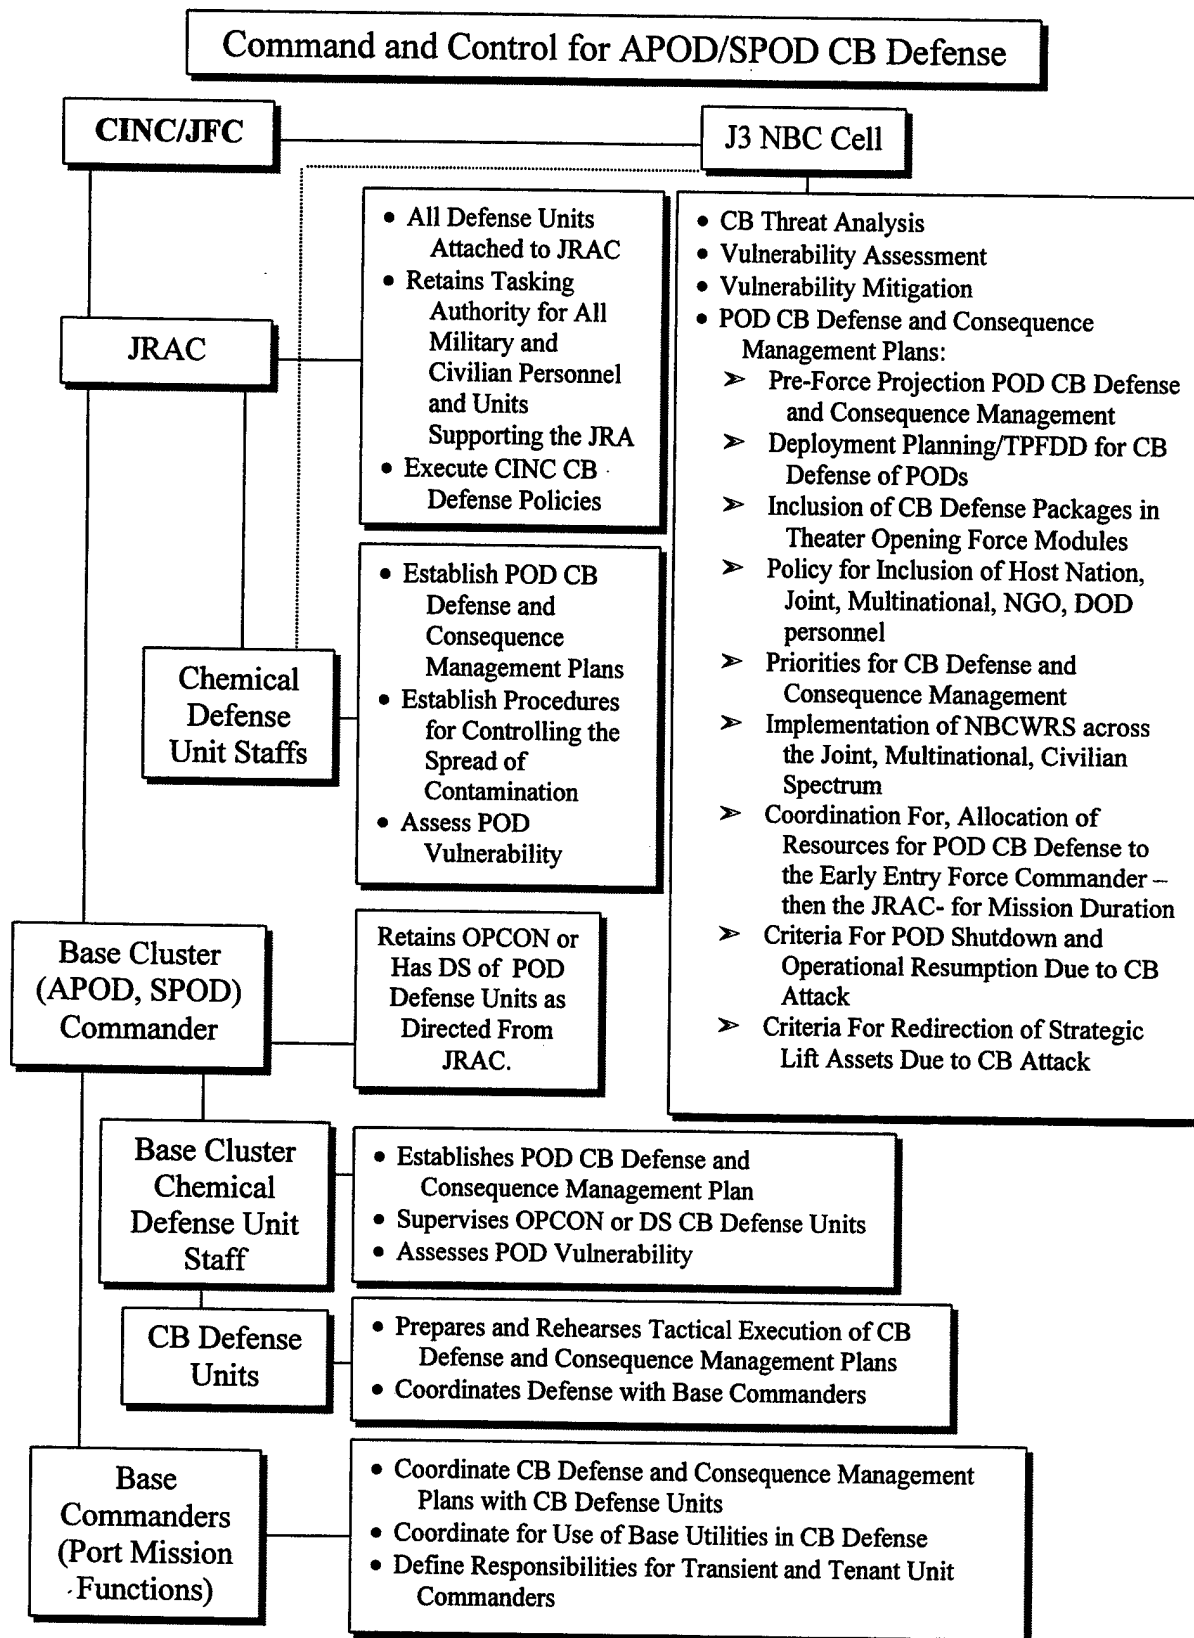 Command and Control for APOD/SPOD CB Defense
CINC/JFC
J3 NBC Cell
• CB Threat Analysis
• Vulnerability Assessment
• Vulnerability Mitigation
• POD CB Defense and Consequence
Management Plans:
➢ Pre-Force Projection POD CB Defense
and Consequence Management
➢ Deployment Planning/TPFDD for CB
Defense of PODs
➢ Inclusion of CB Defense Packages in
Theater Opening Force Modules
➢ Policy for Inclusion of Host Nation,
Joint, Multinational, NGO, DOD
personnel
➢ Priorities for CB Defense and
Consequence Management
➢ Implementation of NBCWRS across
the Joint, Multinational, Civilian
Spectrum
➢ Coordination For, Allocation of
Resources for POD CB Defense to
the Early Entry Force Commander –
then the JRAC- for Mission Duration
➢ Criteria For POD Shutdown and
Operational Resumption Due to CB
Attack
➢ Criteria For Redirection of Strategic
Lift Assets Due to CB Attack
JRAC
• All Defense Units
Attached to JRAC
• Retains Tasking
Authority for All
Military and
Civilian Personnel
and Units
Supporting the JRA
• Execute CINC CB
Defense Policies
Chemical
Defense
Unit Staffs
• Establish POD CB
Defense and
Consequence
Management Plans
• Establish Procedures
for Controlling the
Spread of
Contamination
• Assess POD
Vulnerability
Base Cluster
(APOD, SPOD)
Commander
Retains OPCON or
Has DS of POD
Defense Units as
Directed From
JRAC.
Base Cluster
Chemical
Defense Unit
Staff
• Establishes POD CB Defense and
Consequence Management Plan
• Supervises OPCON or DS CB Defense Units
• Assesses POD Vulnerability
CB Defense
Units
• Prepares and Rehearses Tactical Execution of CB
Defense and Consequence Management Plans
• Coordinates Defense with Base Commanders
Base
Commanders
(Port Mission
Functions)
• Coordinate CB Defense and Consequence Management
Plans with CB Defense Units
• Coordinate for Use of Base Utilities in CB Defense
• Define Responsibilities for Transient and Tenant Unit
Commanders